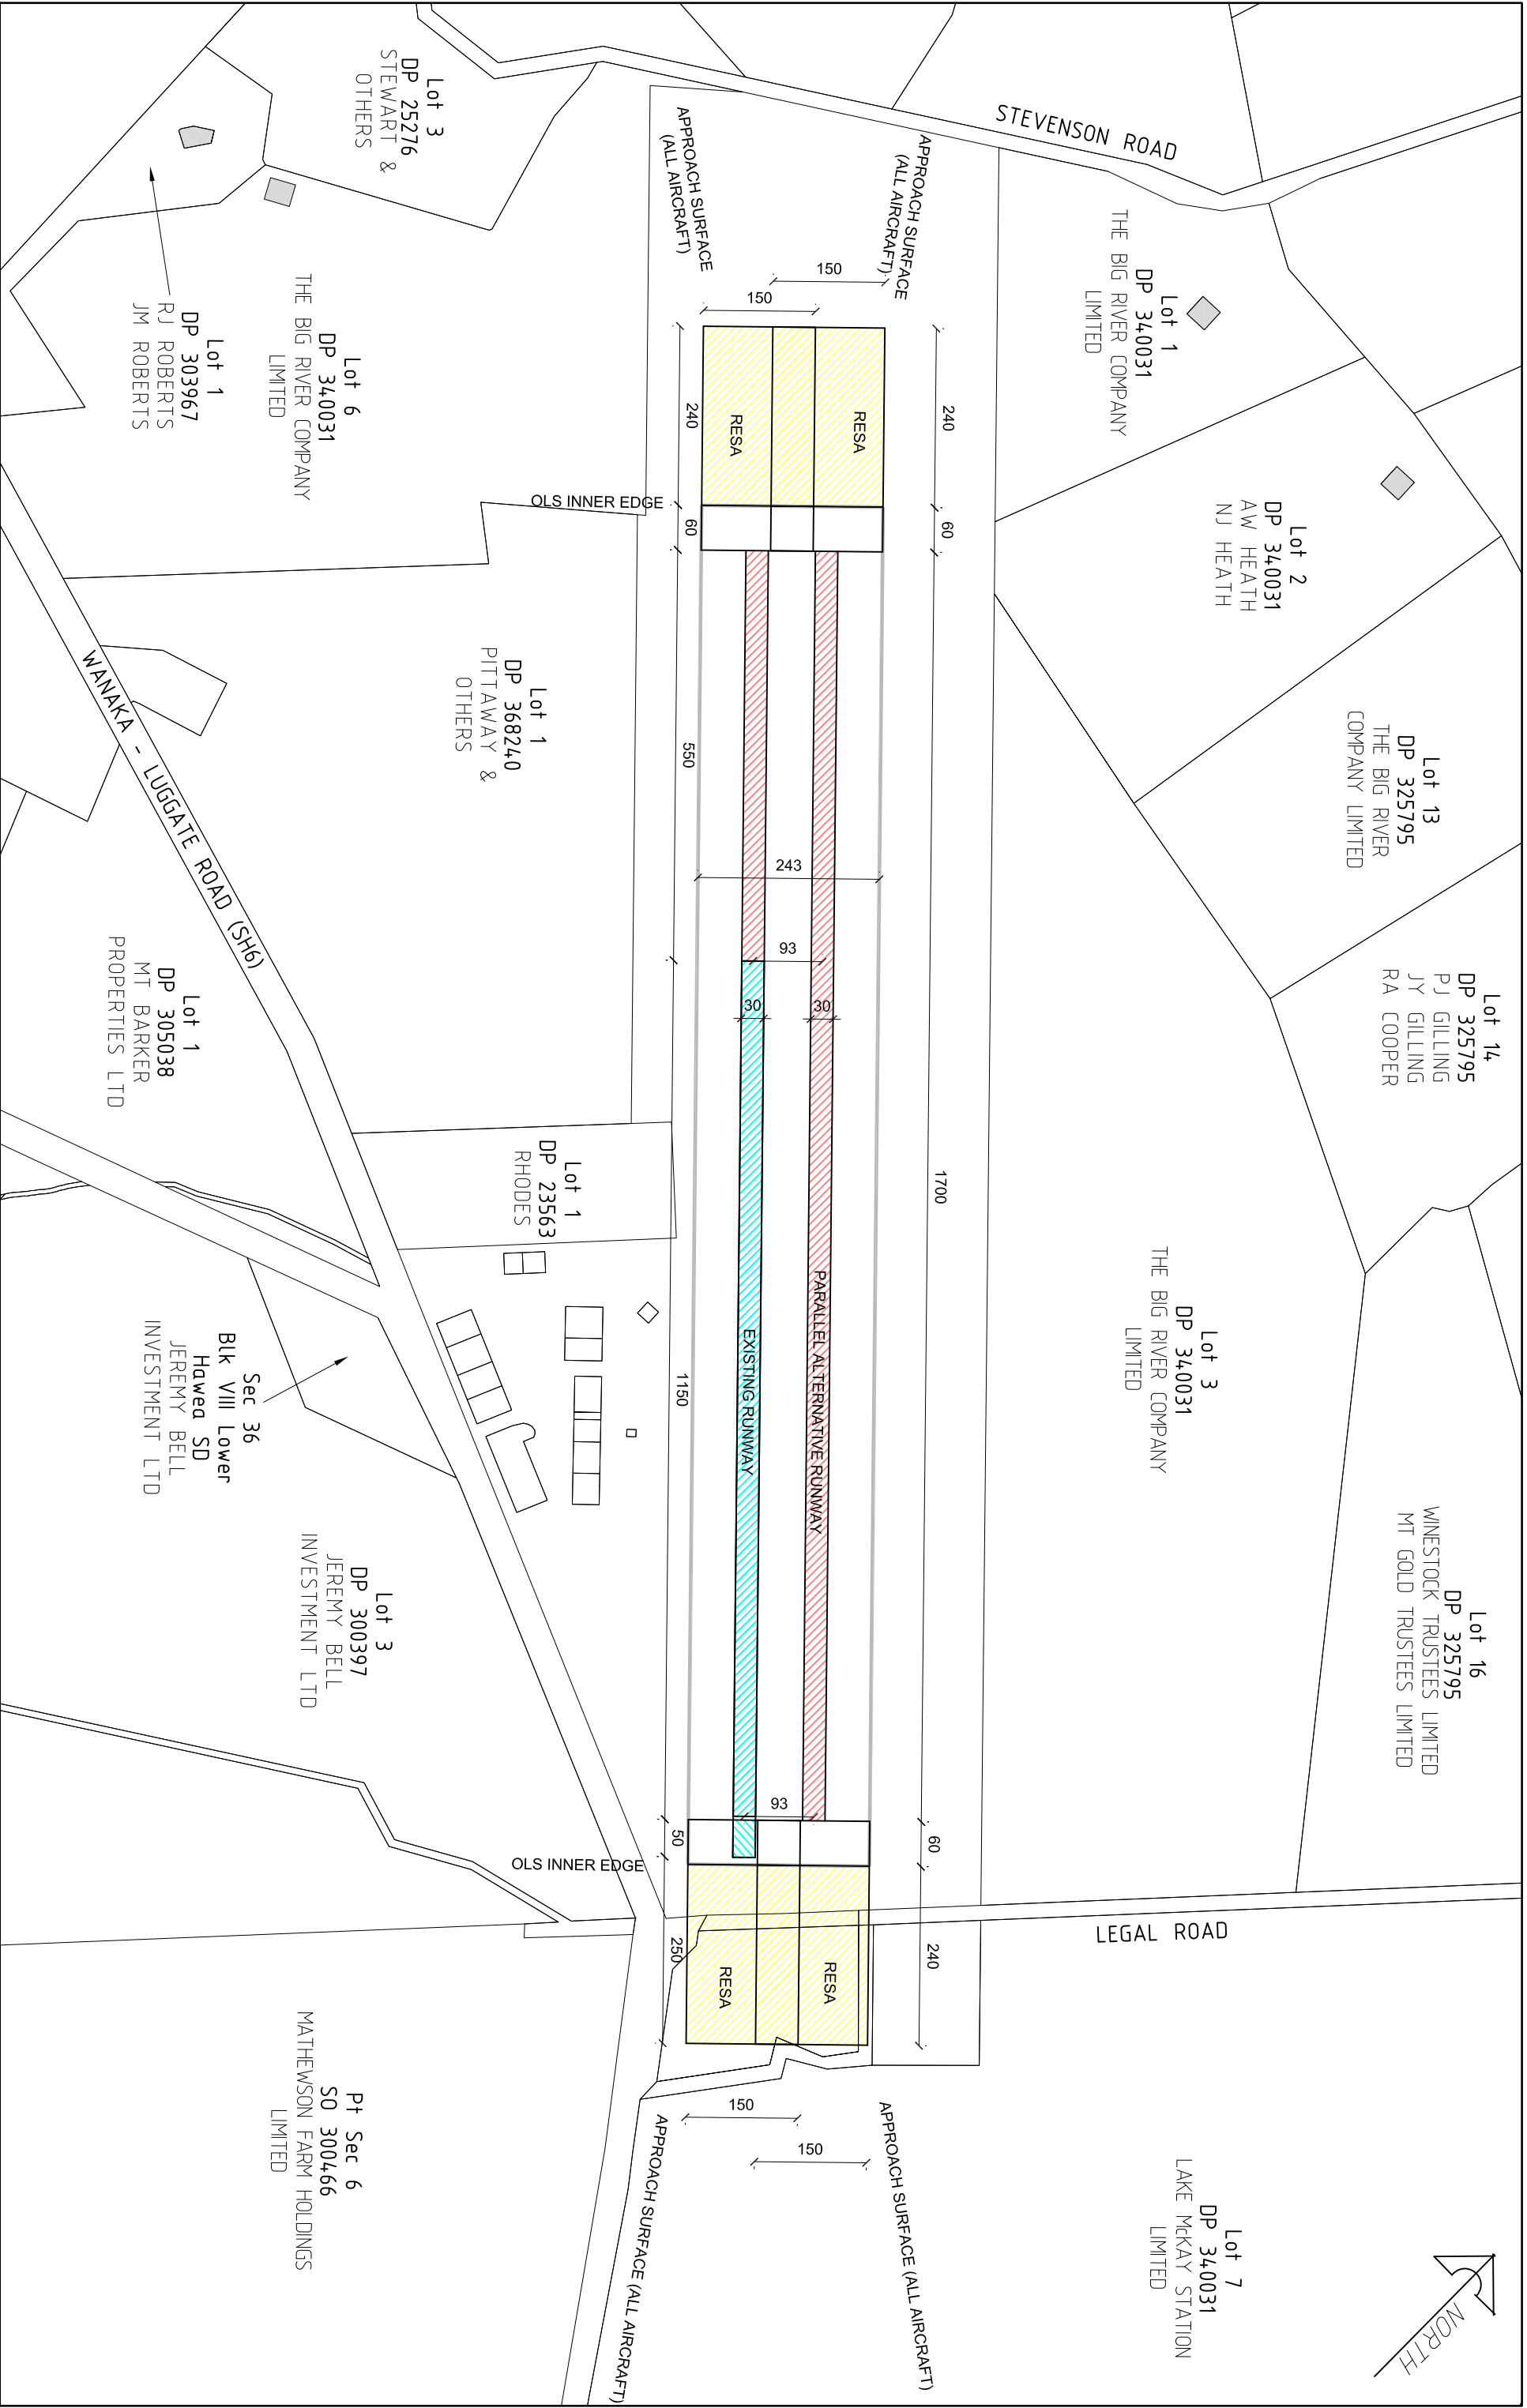 STEVENSON ROAD
Lot 3
DP 25276
STEWART &
OTHERS
Lot 1
DP 303967
RJ ROBERTS
JM ROBERTS
Lot 6
DP 340031
THE BIG RIVER COMPANY
LIMITED
APPROACH SURFACE
(ALL AIRCRAFT)
APPROACH SURFACE
(ALL AIRCRAFT)
Lot 1
DP 340031
THE BIG RIVER COMPANY
LIMITED
Lot 2
DP 340031
AW HEATH
NJ HEATH
Lot 13
DP 325795
THE BIG RIVER
COMPANY LIMITED
Lot 14
DP 325795
PJ GILLING
JY GILLING
RA COOPER
Lot 16
DP 325795
WINESTOCK TRUSTEES LIMITED
MT GOLD TRUSTEES LIMITED
Lot 3
DP 340031
THE BIG RIVER COMPANY
LIMITED
150
150
240
240
RESA
RESA
OLS INNER EDGE
60
60
550
1700
243
93
30
30
1150
PARALLEL ALTERNATIVE RUNWAY
EXISTING RUNWAY
93
50
60
OLS INNER EDGE
250
240
RESA
RESA
150
150
APPROACH SURFACE (ALL AIRCRAFT)
APPROACH SURFACE (ALL AIRCRAFT)
Lot 1
DP 368240
PITTAWAY &
OTHERS
WANAKA - LUGGATE ROAD (SH6)
Lot 1
DP 305038
MT BARKER
PROPERTIES LTD
Lot 1
DP 23563
RHODES
Sec 36
Blk VIII Lower
Hawea SD
JEREMY BELL
INVESTMENT LTD
Lot 3
DP 300397
JEREMY BELL
INVESTMENT LTD
LEGAL ROAD
Pt Sec 6
SO 300466
MATHEWSON FARM HOLDINGS
LIMITED
Lot 7
DP 340031
LAKE McKAY STATION
LIMITED
NORTH